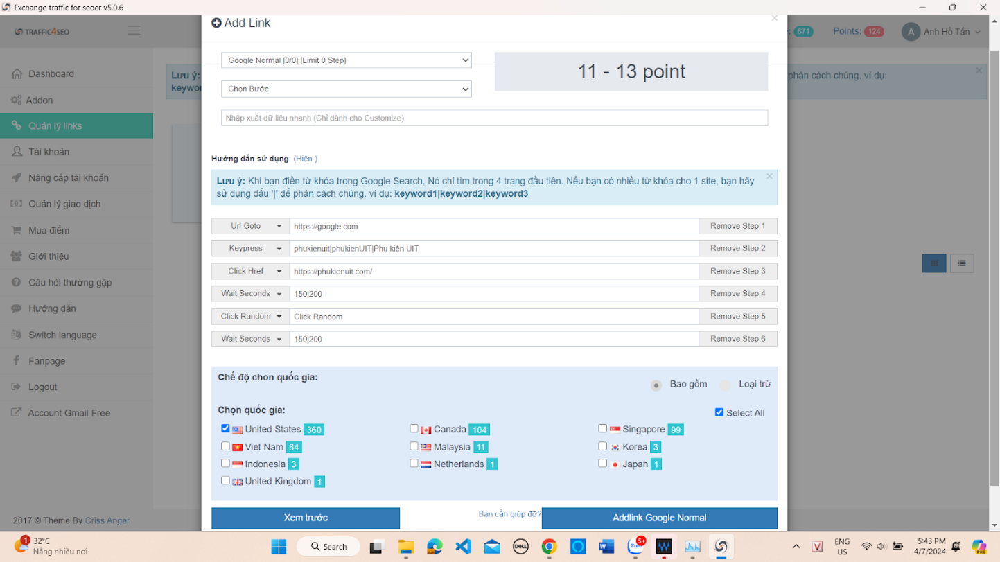 Exchange traffic for seoer v5.0.6
TRAFFIC4SEO
671
Points: 124
A Anh Hồ Tấn
Dashboard
Addon
Quản lý links
Tài khoản
Nâng cấp tài khoản
Quản lý giao dịch
Mua điểm
Giới thiệu
Câu hỏi thường gặp
Hướng dẫn
Switch language
Fanpage
Logout
Account Gmail Free
2017 © Theme By Criss Anger
Lưu ý:
phân cách chúng. ví dụ:
Add Link
Google Normal [0/0] [Limit 0 Step]
11 - 13 point
Chọn Bước
Nhập xuất dữ liệu nhanh (Chỉ dành cho Customize)
Hướng dẫn sử dụng: (Hiện )
Lưu ý: Khi bạn điền từ khóa trong Google Search, Nó chỉ tìm trong 4 trang đầu tiên. Nếu bạn có nhiều từ khóa cho 1 site, bạn hãy
sử dụng dấu '|' để phân cách chúng. ví dụ: keyword1|keyword2|keyword3
Url Goto https://google.com Remove Step 1
Keypress phukienuit|phukienUIT|Phụ kiện UIT Remove Step 2
Click Href https://phukienuit.com/ Remove Step 3
Wait Seconds 150|200 Remove Step 4
Click Random Click Random Remove Step 5
Wait Seconds 150|200 Remove Step 6
Chế độ chon quốc gia:
Bao gồm Loại trừ
Chọn quốc gia:
Select All
United States 360 Canada 104 Singapore 99
Viet Nam 84 Malaysia 11 Korea 3
Indonesia 3 Netherlands 1 Japan 1
United Kingdom 1
Xem trước Bạn cần giúp đỡ? Addlink Google Normal
1
32°C
Nắng nhiều nơi
Search
DELL
Zalo
5+
V
ENG
US
5:43 PM
4/7/2024
PRE